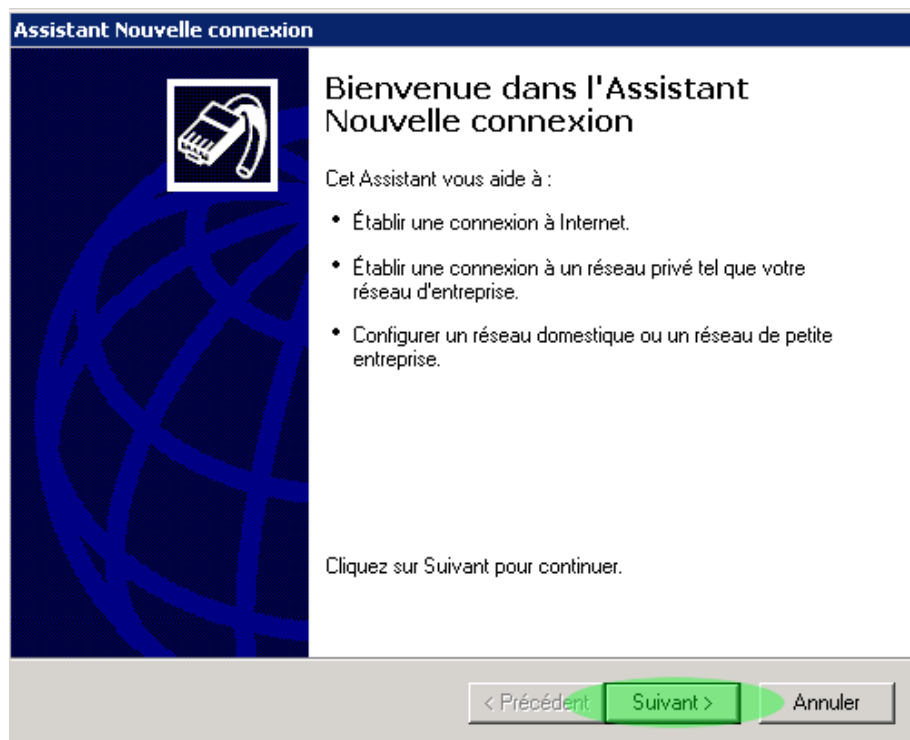 Assistant Nouvelle connexion
Bienvenue dans l'Assistant
Nouvelle connexion
Cet Assistant vous aide à :
• Établir une connexion à Internet.
• Établir une connexion à un réseau privé tel que votre
réseau d'entreprise.
• Configurer un réseau domestique ou un réseau de petite
entreprise.
Cliquez sur Suivant pour continuer.
< Précédent Suivant > Annuler